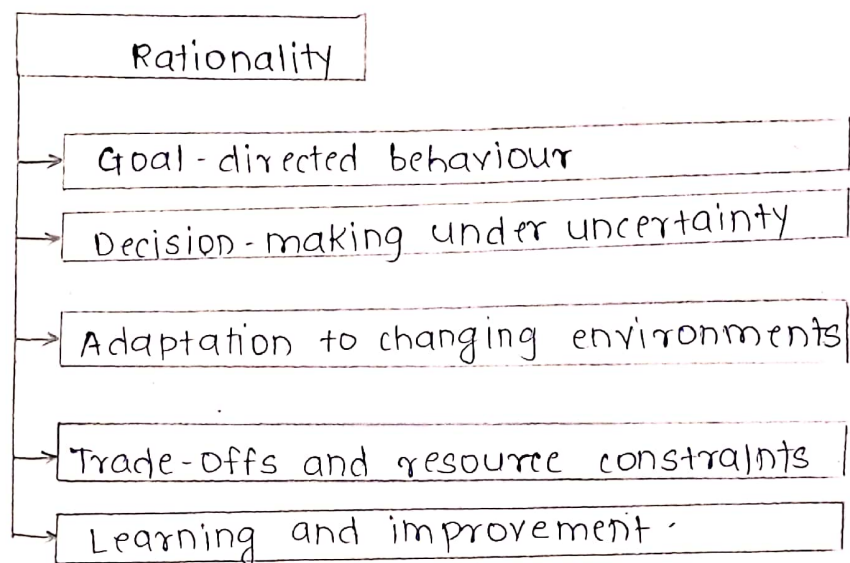 Rationality
Goal-directed behaviour
Decision-making under uncertainty
Adaptation to changing environments
Trade-offs and resource constraints
Learning and improvement.